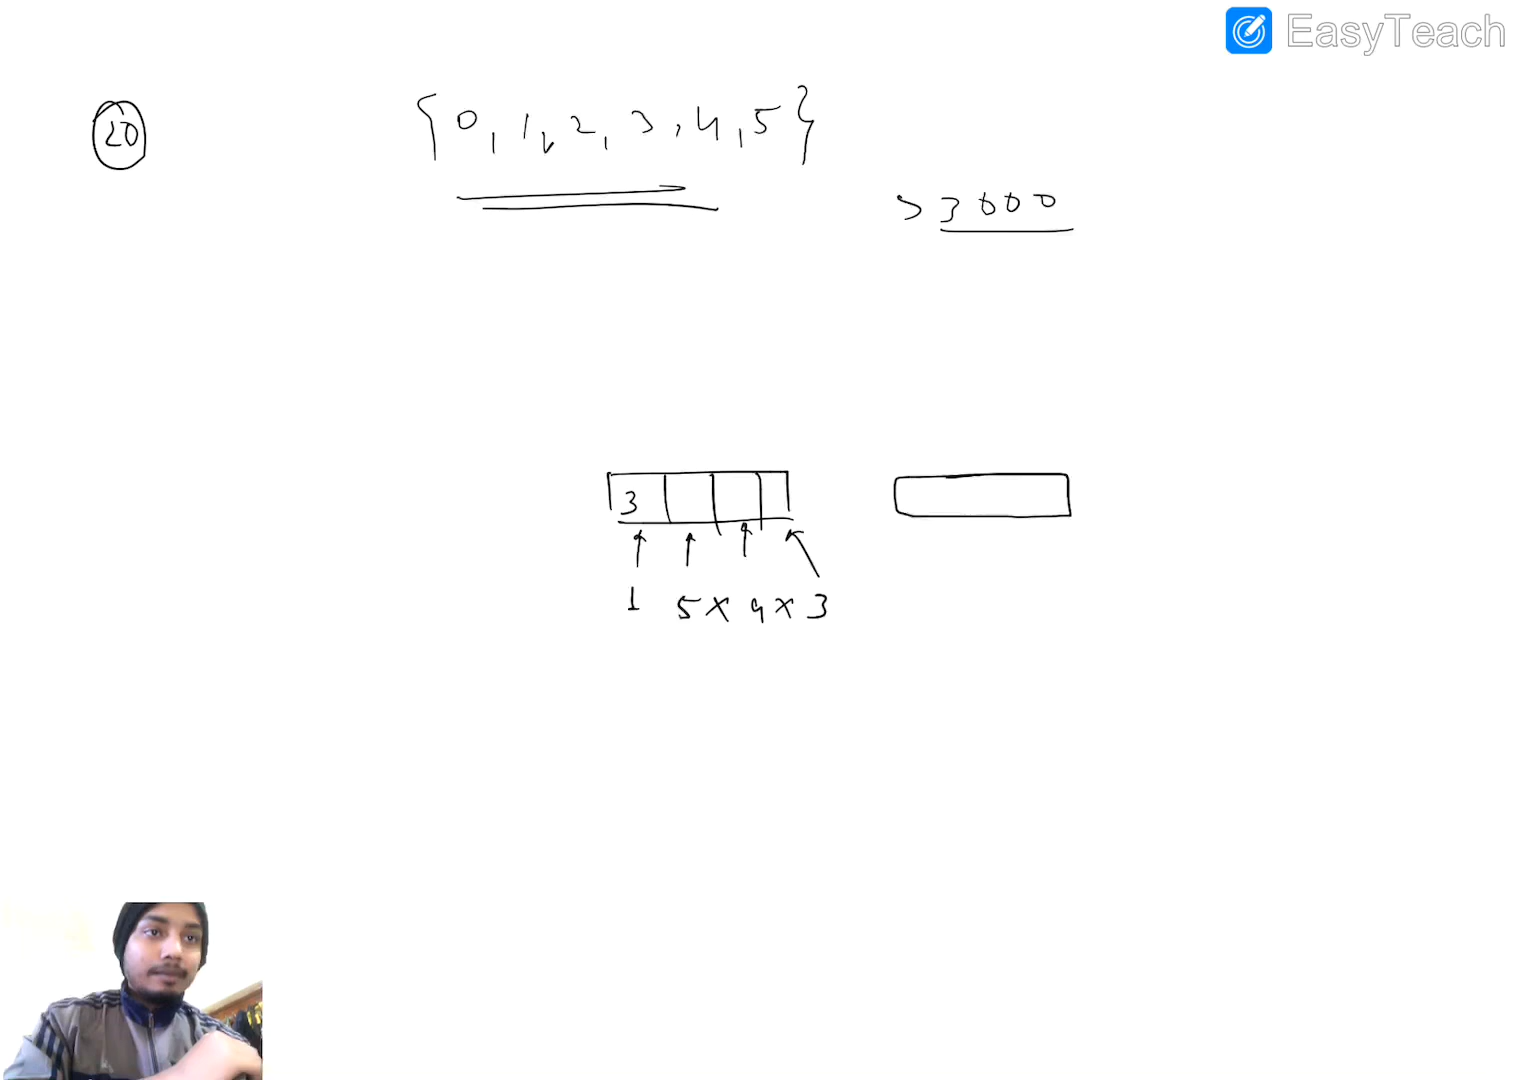 EasyTeach
20
{0, 1, 2, 3, 4, 5}
> 3000
3
1 5 x 4 x 3